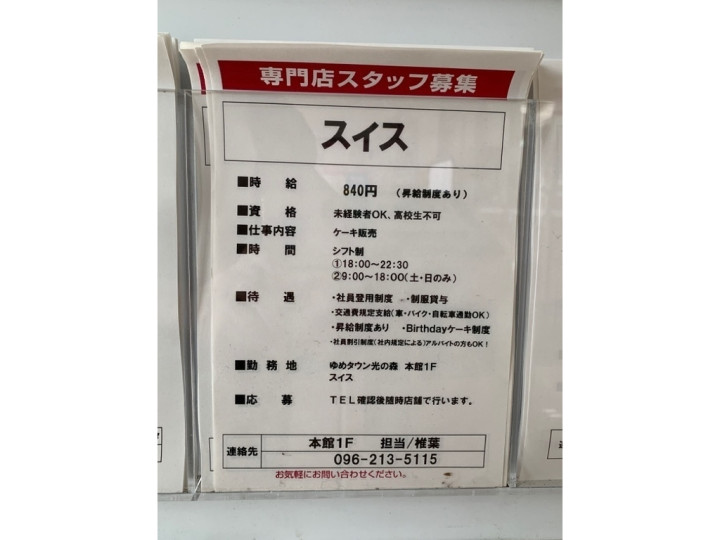 専門店スタッフ募集
スイス
■時　給　840円　（昇給制度あり）
■資　格　未経験者OK、高校生不可
■仕事内容　ケーキ販売
■時　間　シフト制
①18:00～22:30
②9:00～18:00（土・日のみ）
■待　遇　・社員登用制度　・制服貸与
・交通費規定支給（車・バイク・自転車通勤OK）
・昇給制度あり　・Birthdayケーキ制度
・社員割引制度（社内規定による）アルバイトの方もOK！
■勤 務 地　ゆめタウン光の森　本館1F
スイス
■応　募　TEL確認後随時店舗で行います。
連絡先　本館1F　担当/椎葉
096-213-5115
お気軽にお問い合わせください。